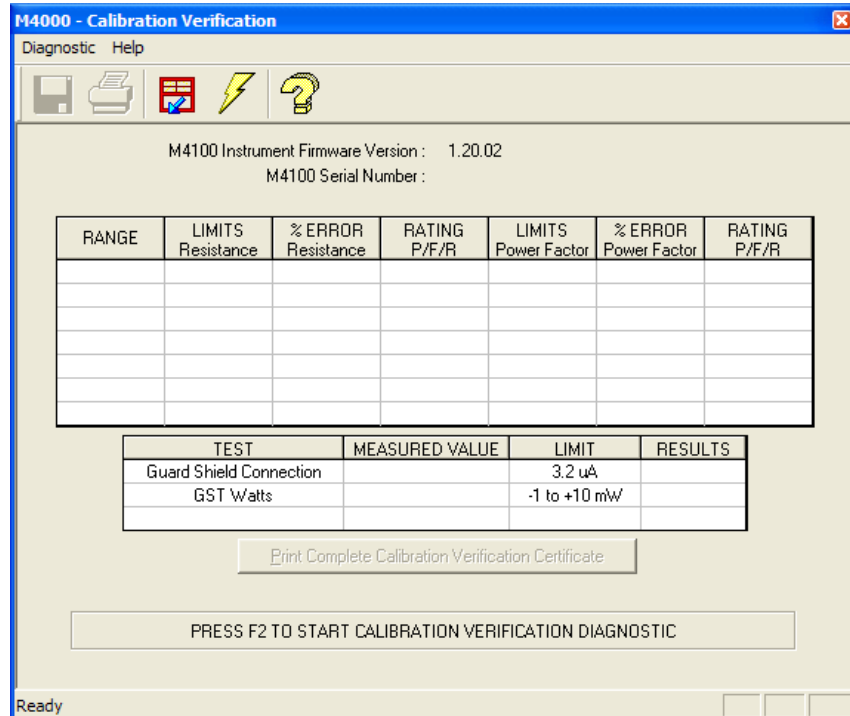 M4000 - Calibration Verification
Diagnostic Help
M4100 Instrument Firmware Version : 1.20.02
M4100 Serial Number :
RANGE LIMITS Resistance % ERROR Resistance RATING P/F/R LIMITS Power Factor % ERROR Power Factor RATING P/F/R
TEST MEASURED VALUE LIMIT RESULTS
Guard Shield Connection 3.2 uA
GST Watts -1 to +10 mW
Print Complete Calibration Verification Certificate
PRESS F2 TO START CALIBRATION VERIFICATION DIAGNOSTIC
Ready